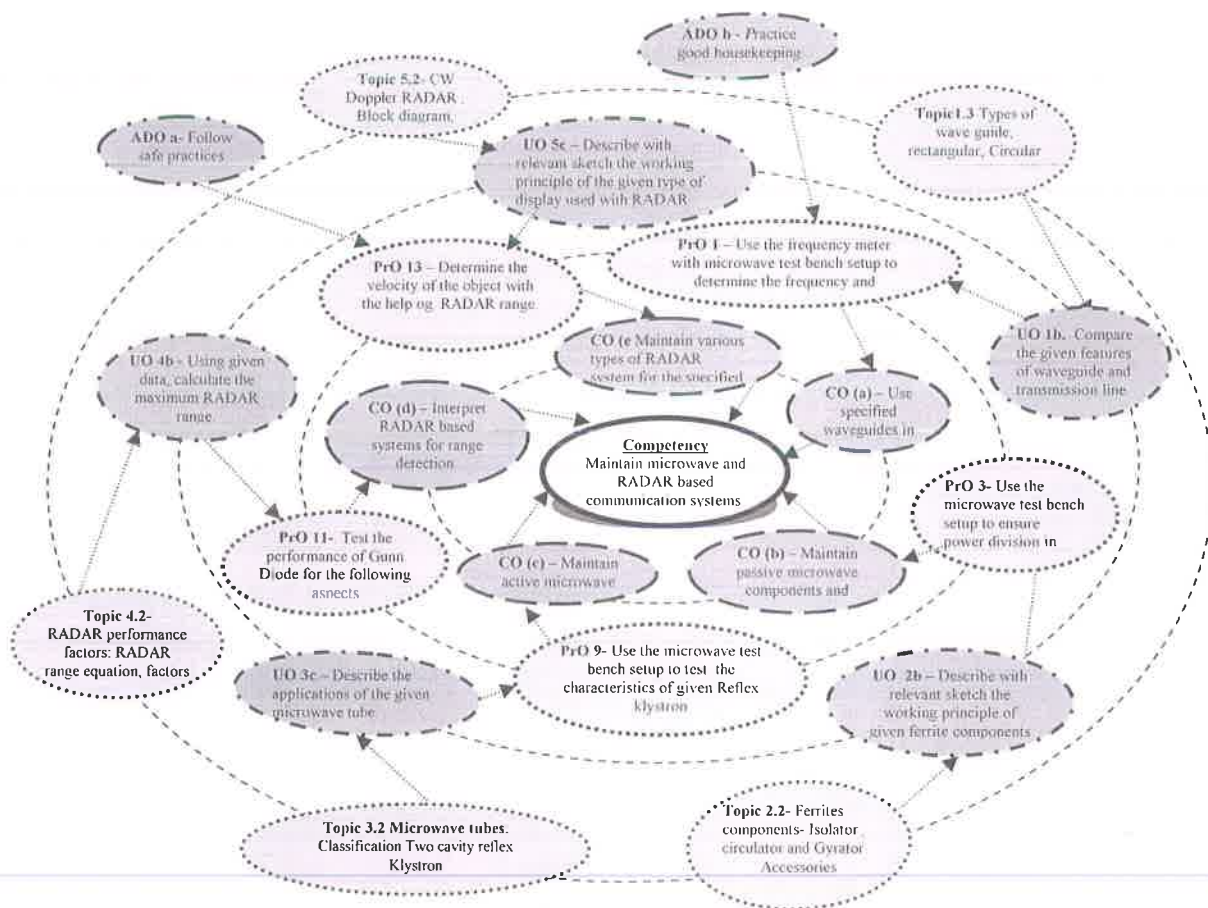 ADO b - Practice
good housekeeping
Topic 5.2- CW
Doppler RADAR .
Block diagram,
Topic1.3 Types of
wave guide,
rectangular, Circular
ADO a- Follow
safe practices
UO 5c – Describe with
relevant sketch the working
principle of the given type of
display used with RADAR
PrO 1 – Use the frequency meter
with microwave test bench setup to
determine the frequency and
PrO 13 – Determine the
velocity of the object with
the help og RADAR range.
UO 4b - Using given
data, calculate the
maximum RADAR
range.
CO (e Maintain various
types of RADAR
system for the specified
UO 1b. - Compare
the given features
of waveguide and
transmission line
CO (d) – Interpret
RADAR based
systems for range
detection
CO (a) – Use
specified
waveguides in
Competency
Maintain microwave and
RADAR based
communication systems
PrO 3- Use the
microwave test bench
setup to ensure
power division in
PrO 11- Test the
performance of Gunn
Diode for the following
asnects
CO (c) – Maintain
active microwave
CO (b) – Maintain
passive microwave
components and
Topic 4.2-
RADAR performance
factors: RADAR
range equation, factors
UO 3c – Describe the
applications of the given
microwave tube
PrO 9- Use the microwave test
bench setup to test the
characteristics of given Reflex
klystron
UO 2b – Describe with
relevant sketch the
working principle of
given ferrite components
Topic 3.2 Microwave tubes.
Classification Two cavity reflex
Klystron
Topic 2.2- Ferrites
components- Isolator
circulator and Gyrator
Accessories